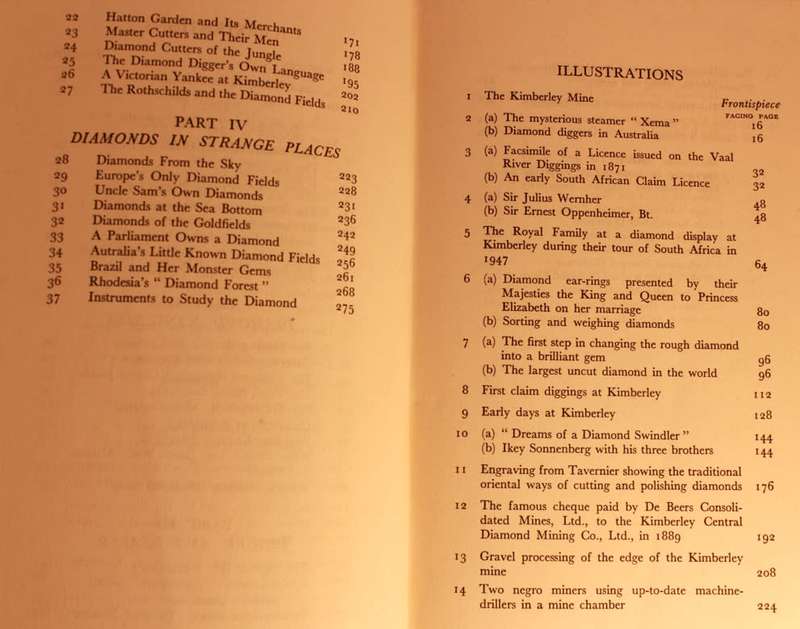 22 Hatton Garden and Its Merchants 171
23 Master Cutters and Their Men 178
24 Diamond Cutters of the Jungle 188
25 The Diamond Digger's Own Language 195
26 A Victorian Yankee at Kimberley 202
27 The Rothschilds and the Diamond Fields 210
PART IV
DIAMONDS IN STRANGE PLACES
28 Diamonds From the Sky 223
29 Europe's Only Diamond Fields 228
30 Uncle Sam's Own Diamonds 231
31 Diamonds at the Sea Bottom 236
32 Diamonds of the Goldfields 242
33 A Parliament Owns a Diamond 249
34 Autralia's Little Known Diamond Fields 256
35 Brazil and Her Monster Gems 261
36 Rhodesia's "Diamond Forest" 268
37 Instruments to Study the Diamond 275
ILLUSTRATIONS
1 The Kimberley Mine Frontispiece
FACING PAGE
2 (a) The mysterious steamer "Xema" 16
(b) Diamond diggers in Australia 16
3 (a) Facsimile of a Licence issued on the Vaal
River Diggings in 1871 32
(b) An early South African Claim Licence 32
4 (a) Sir Julius Wernher 48
(b) Sir Ernest Oppenheimer, Bt. 48
5 The Royal Family at a diamond display at
Kimberley during their tour of South Africa in
1947 64
6 (a) Diamond ear-rings presented by their
Majesties the King and Queen to Princess
Elizabeth on her marriage 80
(b) Sorting and weighing diamonds 80
7 (a) The first step in changing the rough diamond
into a brilliant gem 96
(b) The largest uncut diamond in the world 96
8 First claim diggings at Kimberley 112
9 Early days at Kimberley 128
10 (a) "Dreams of a Diamond Swindler" 144
(b) Ikey Sonnenberg with his three brothers 144
11 Engraving from Tavernier showing the traditional
oriental ways of cutting and polishing diamonds 176
12 The famous cheque paid by De Beers Consoli-
dated Mines, Ltd., to the Kimberley Central
Diamond Mining Co., Ltd., in 1889 192
13 Gravel processing of the edge of the Kimberley
mine 208
14 Two negro miners using up-to-date machine-
drillers in a mine chamber 224